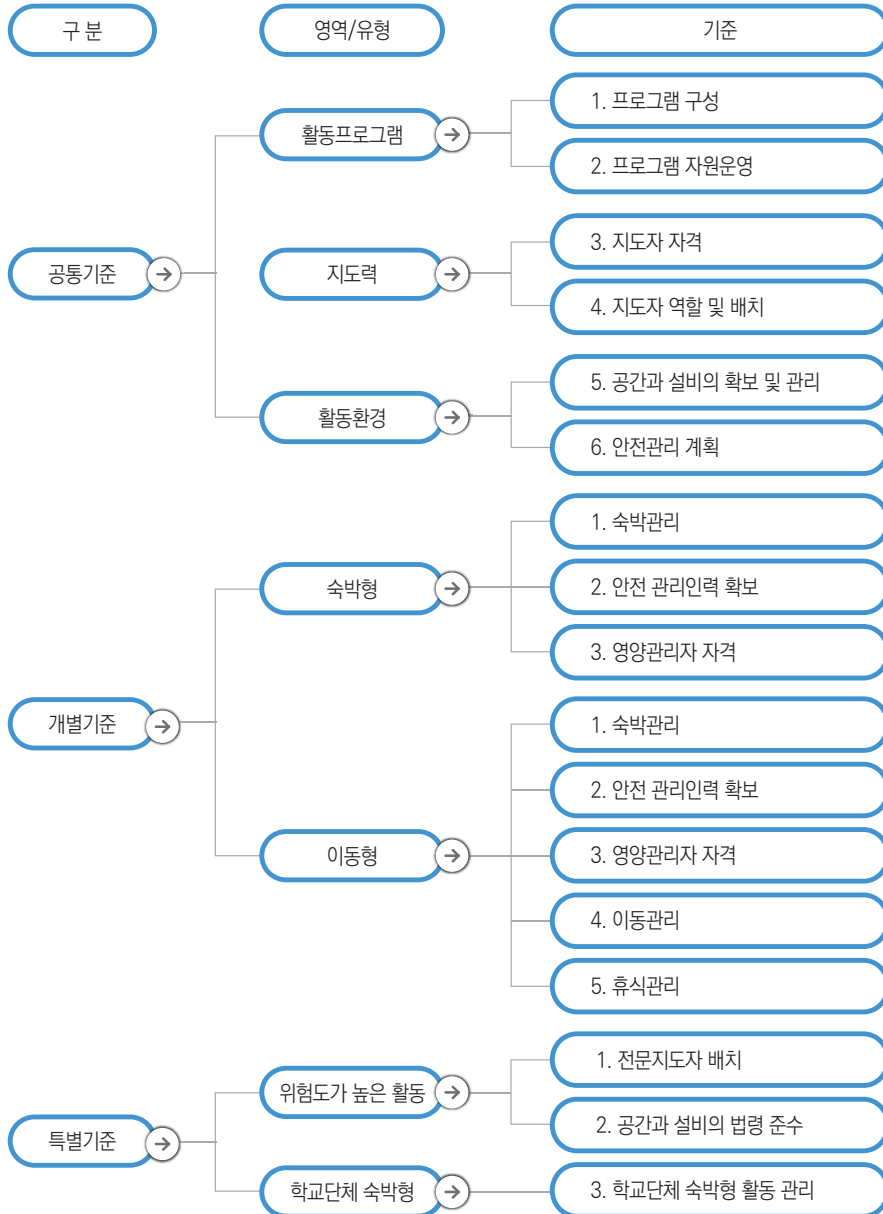 구 분
영역/유형
기준
공통기준
활동프로그램
1. 프로그램 구성
2. 프로그램 자원운영
지도력
3. 지도자 자격
4. 지도자 역할 및 배치
활동환경
5. 공간과 설비의 확보 및 관리
6. 안전관리 계획
개별기준
숙박형
1. 숙박관리
2. 안전 관리인력 확보
3. 영양관리자 자격
이동형
1. 숙박관리
2. 안전 관리인력 확보
3. 영양관리자 자격
4. 이동관리
5. 휴식관리
특별기준
위험도가 높은 활동
1. 전문지도자 배치
2. 공간과 설비의 법령 준수
학교단체 숙박형
3. 학교단체 숙박형 활동 관리